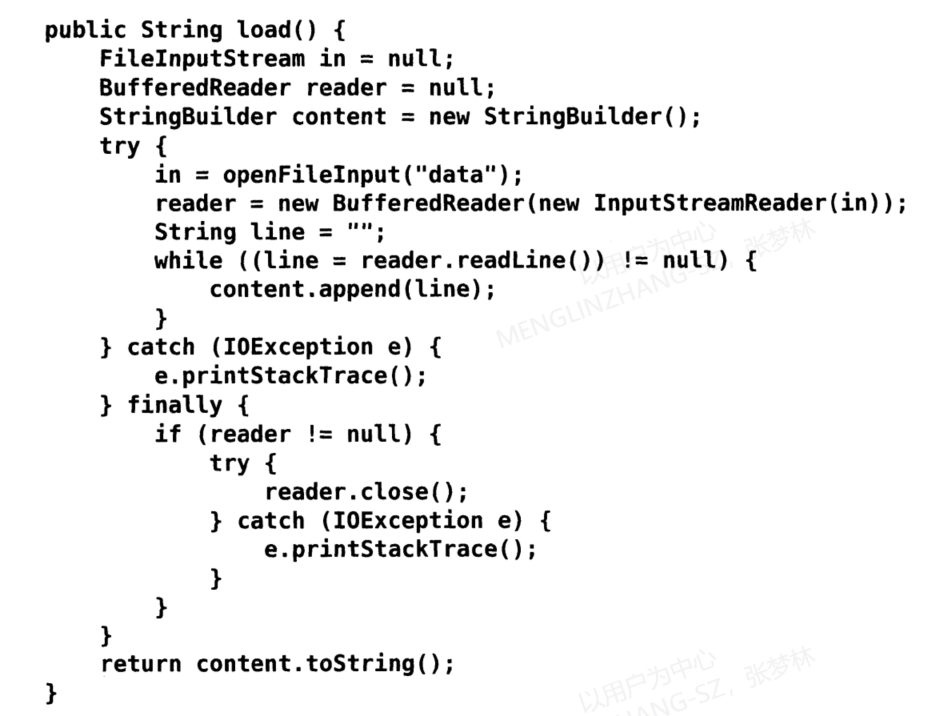 public String load() {
    FileInputStream in = null;
    BufferedReader reader = null;
    StringBuilder content = new StringBuilder();
    try {
        in = openFileInput("data");
        reader = new BufferedReader(new InputStreamReader(in));
        String line = "";
        while ((line = reader.readLine()) != null) {
            content.append(line);
        }
    } catch (IOException e) {
        e.printStackTrace();
    } finally {
        if (reader != null) {
            try {
                reader.close();
            } catch (IOException e) {
                e.printStackTrace();
            }
        }
    }
    return content.toString();
}
以用户为中心
MENGLINZHANG-SZ，张梦林
以用户为中心
HANG-SZ，张梦林